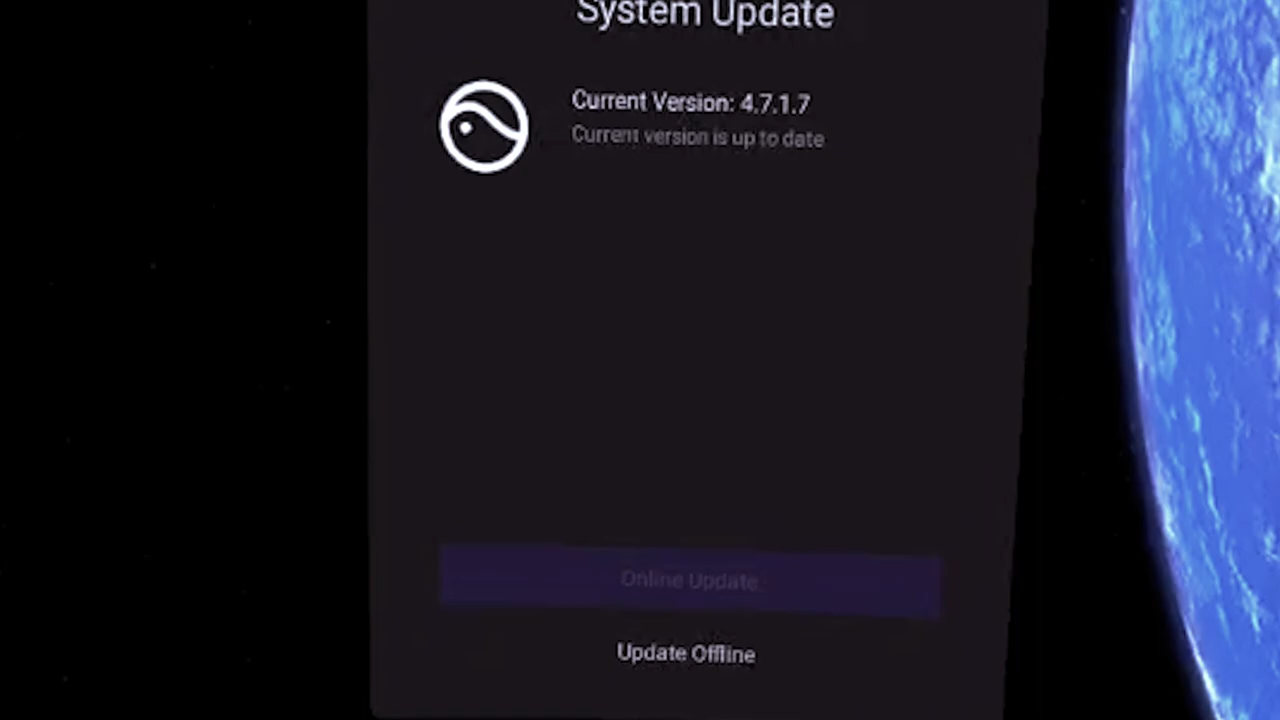 System Update
Current Version: 4.7.1.7
Current version is up to date
Online Update
Update Offline